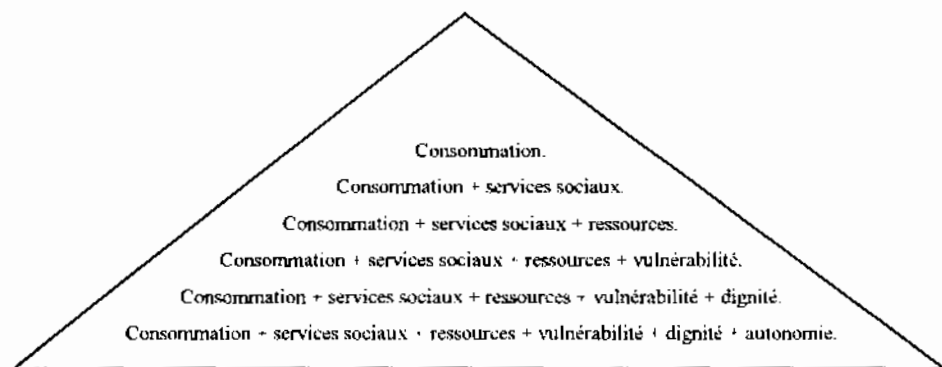 Consommation.
Consommation + services sociaux.
Consommation + services sociaux + ressources.
Consommation + services sociaux + ressources + vulnérabilité.
Consommation + services sociaux + ressources + vulnérabilité + dignité.
Consommation + services sociaux + ressources + vulnérabilité + dignité + autonomie.